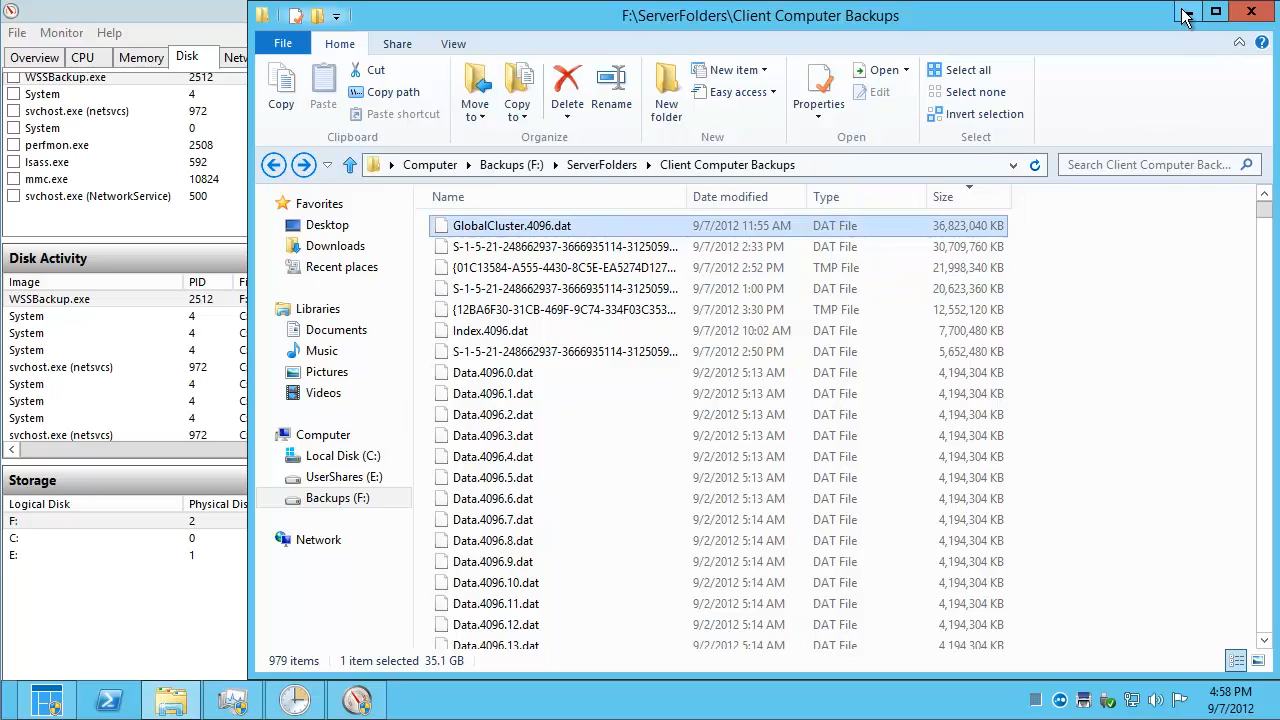 File Monitor Help
Overview CPU Memory Disk
WSSBackup.exe 2512
System 4
svchost.exe (netsvcs) 972
System 0
perfmon.exe 2508
lsass.exe 592
mmc.exe 10824
svchost.exe (NetworkService) 500
Disk Activity
Image PID
WSSBackup.exe 2512 F:
System 4 C:
System 4 C:
System 4 C:
svchost.exe (netsvcs) 972 C:
System 4 C:
System 4 C:
System 4 C:
svchost.exe (netsvcs) 972 C:
Storage
Logical Disk Physical Dis
F: 2
C: 0
E: 1
F:\ServerFolders\Client Computer Backups
File Home Share View
Copy
Paste
Cut
Copy path
Paste shortcut
Clipboard
Move to
Copy to
Delete
Rename
Organize
New folder
New item
Easy access
New
Properties
Open
Edit
Open
Select all
Select none
Invert selection
Select
Computer Backups (F:) ServerFolders Client Computer Backups
Search Client Computer Back...
Favorites
Desktop
Downloads
Recent places
Libraries
Documents
Music
Pictures
Videos
Computer
Local Disk (C:)
UserShares (E:)
Backups (F:)
Network
Name Date modified Type Size
GlobalCluster.4096.dat 9/7/2012 11:55 AM DAT File 36,823,040 KB
S-1-5-21-248662937-3666935114-3125059... 9/7/2012 2:33 PM DAT File 30,709,760 KB
{01C13584-A555-4430-8C5E-EA5274D127... 9/7/2012 2:52 PM TMP File 21,998,340 KB
S-1-5-21-248662937-3666935114-3125059... 9/7/2012 1:00 PM DAT File 20,623,360 KB
{12BA6F30-31CB-469F-9C74-334F03C353... 9/7/2012 3:30 PM TMP File 12,552,120 KB
Index.4096.dat 9/7/2012 10:02 AM DAT File 7,700,480 KB
S-1-5-21-248662937-3666935114-3125059... 9/7/2012 2:50 PM DAT File 5,652,480 KB
Data.4096.0.dat 9/2/2012 5:13 AM DAT File 4,194,304 KB
Data.4096.1.dat 9/2/2012 5:13 AM DAT File 4,194,304 KB
Data.4096.2.dat 9/2/2012 5:13 AM DAT File 4,194,304 KB
Data.4096.3.dat 9/2/2012 5:13 AM DAT File 4,194,304 KB
Data.4096.4.dat 9/2/2012 5:13 AM DAT File 4,194,304 KB
Data.4096.5.dat 9/2/2012 5:13 AM DAT File 4,194,304 KB
Data.4096.6.dat 9/2/2012 5:13 AM DAT File 4,194,304 KB
Data.4096.7.dat 9/2/2012 5:14 AM DAT File 4,194,304 KB
Data.4096.8.dat 9/2/2012 5:14 AM DAT File 4,194,304 KB
Data.4096.9.dat 9/2/2012 5:14 AM DAT File 4,194,304 KB
Data.4096.10.dat 9/2/2012 5:14 AM DAT File 4,194,304 KB
Data.4096.11.dat 9/2/2012 5:14 AM DAT File 4,194,304 KB
Data.4096.12.dat 9/2/2012 5:14 AM DAT File 4,194,304 KB
Data.4096.13.dat 9/2/2012 5:14 AM DAT File 4,194,304 KB
979 items 1 item selected 35.1 GB
4:58 PM
9/7/2012